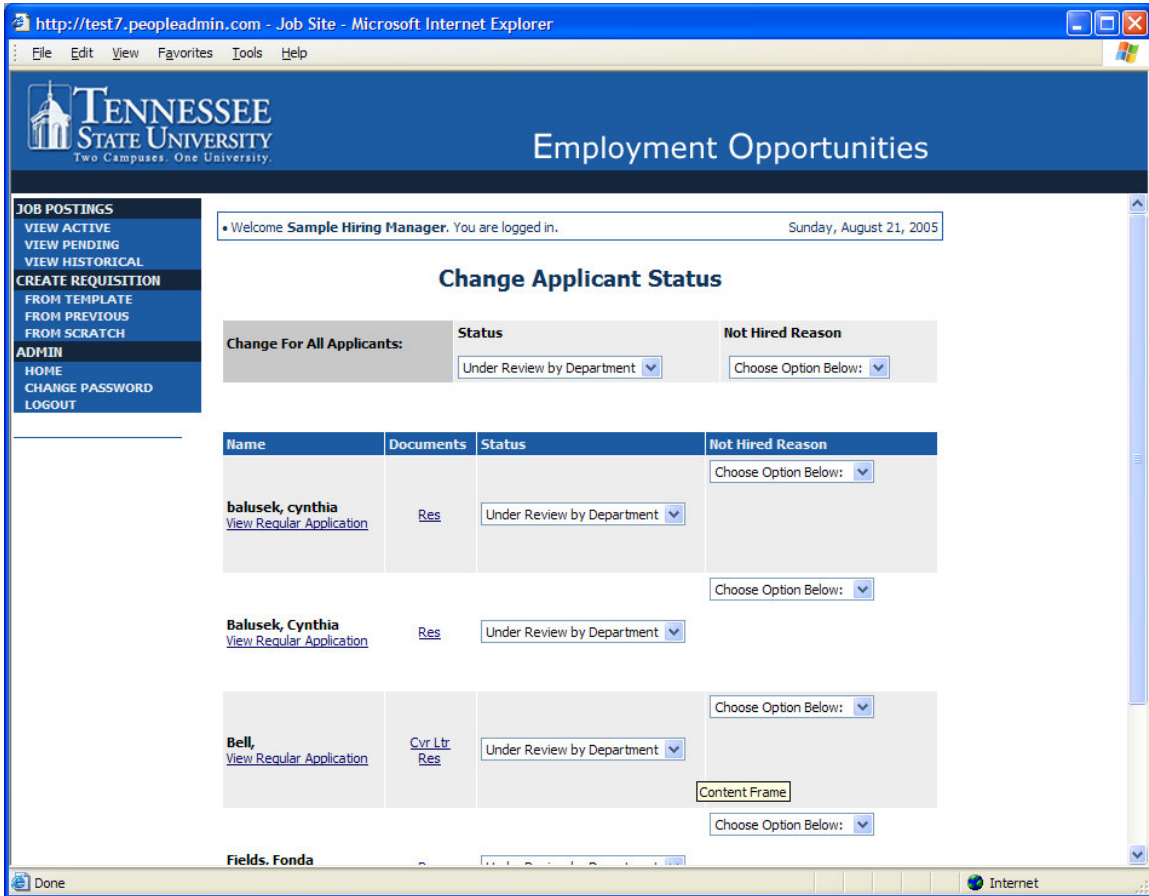 http://test7.peopleadmin.com - Job Site - Microsoft Internet Explorer
File Edit View Favorites Tools Help
TENNESSEE
STATE UNIVERSITY
Two Campuses. One University.
Employment Opportunities
JOB POSTINGS
VIEW ACTIVE
VIEW PENDING
VIEW HISTORICAL
CREATE REQUISITION
FROM TEMPLATE
FROM PREVIOUS
FROM SCRATCH
ADMIN
HOME
CHANGE PASSWORD
LOGOUT
• Welcome Sample Hiring Manager. You are logged in. Sunday, August 21, 2005
Change Applicant Status
Change For All Applicants:
Status
Under Review by Department
Not Hired Reason
Choose Option Below:
Name Documents Status Not Hired Reason
Choose Option Below:
balusek, cynthia
View Regular Application
Res
Under Review by Department
Choose Option Below:
Balusek, Cynthia
View Regular Application
Res
Under Review by Department
Choose Option Below:
Bell,
View Regular Application
Cvr Ltr
Res
Under Review by Department
Content Frame
Choose Option Below:
Fields, Fonda
Done Internet